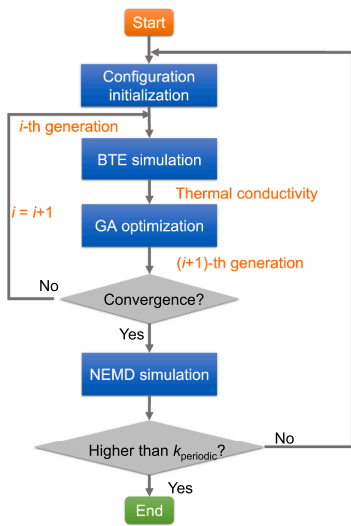 Start
Configuration
initialization
i-th generation
BTE simulation
Thermal conductivity
i = i+1
GA optimization
(i+1)-th generation
No
Convergence?
Yes
NEMD simulation
Higher than kperiodic?
No
Yes
End